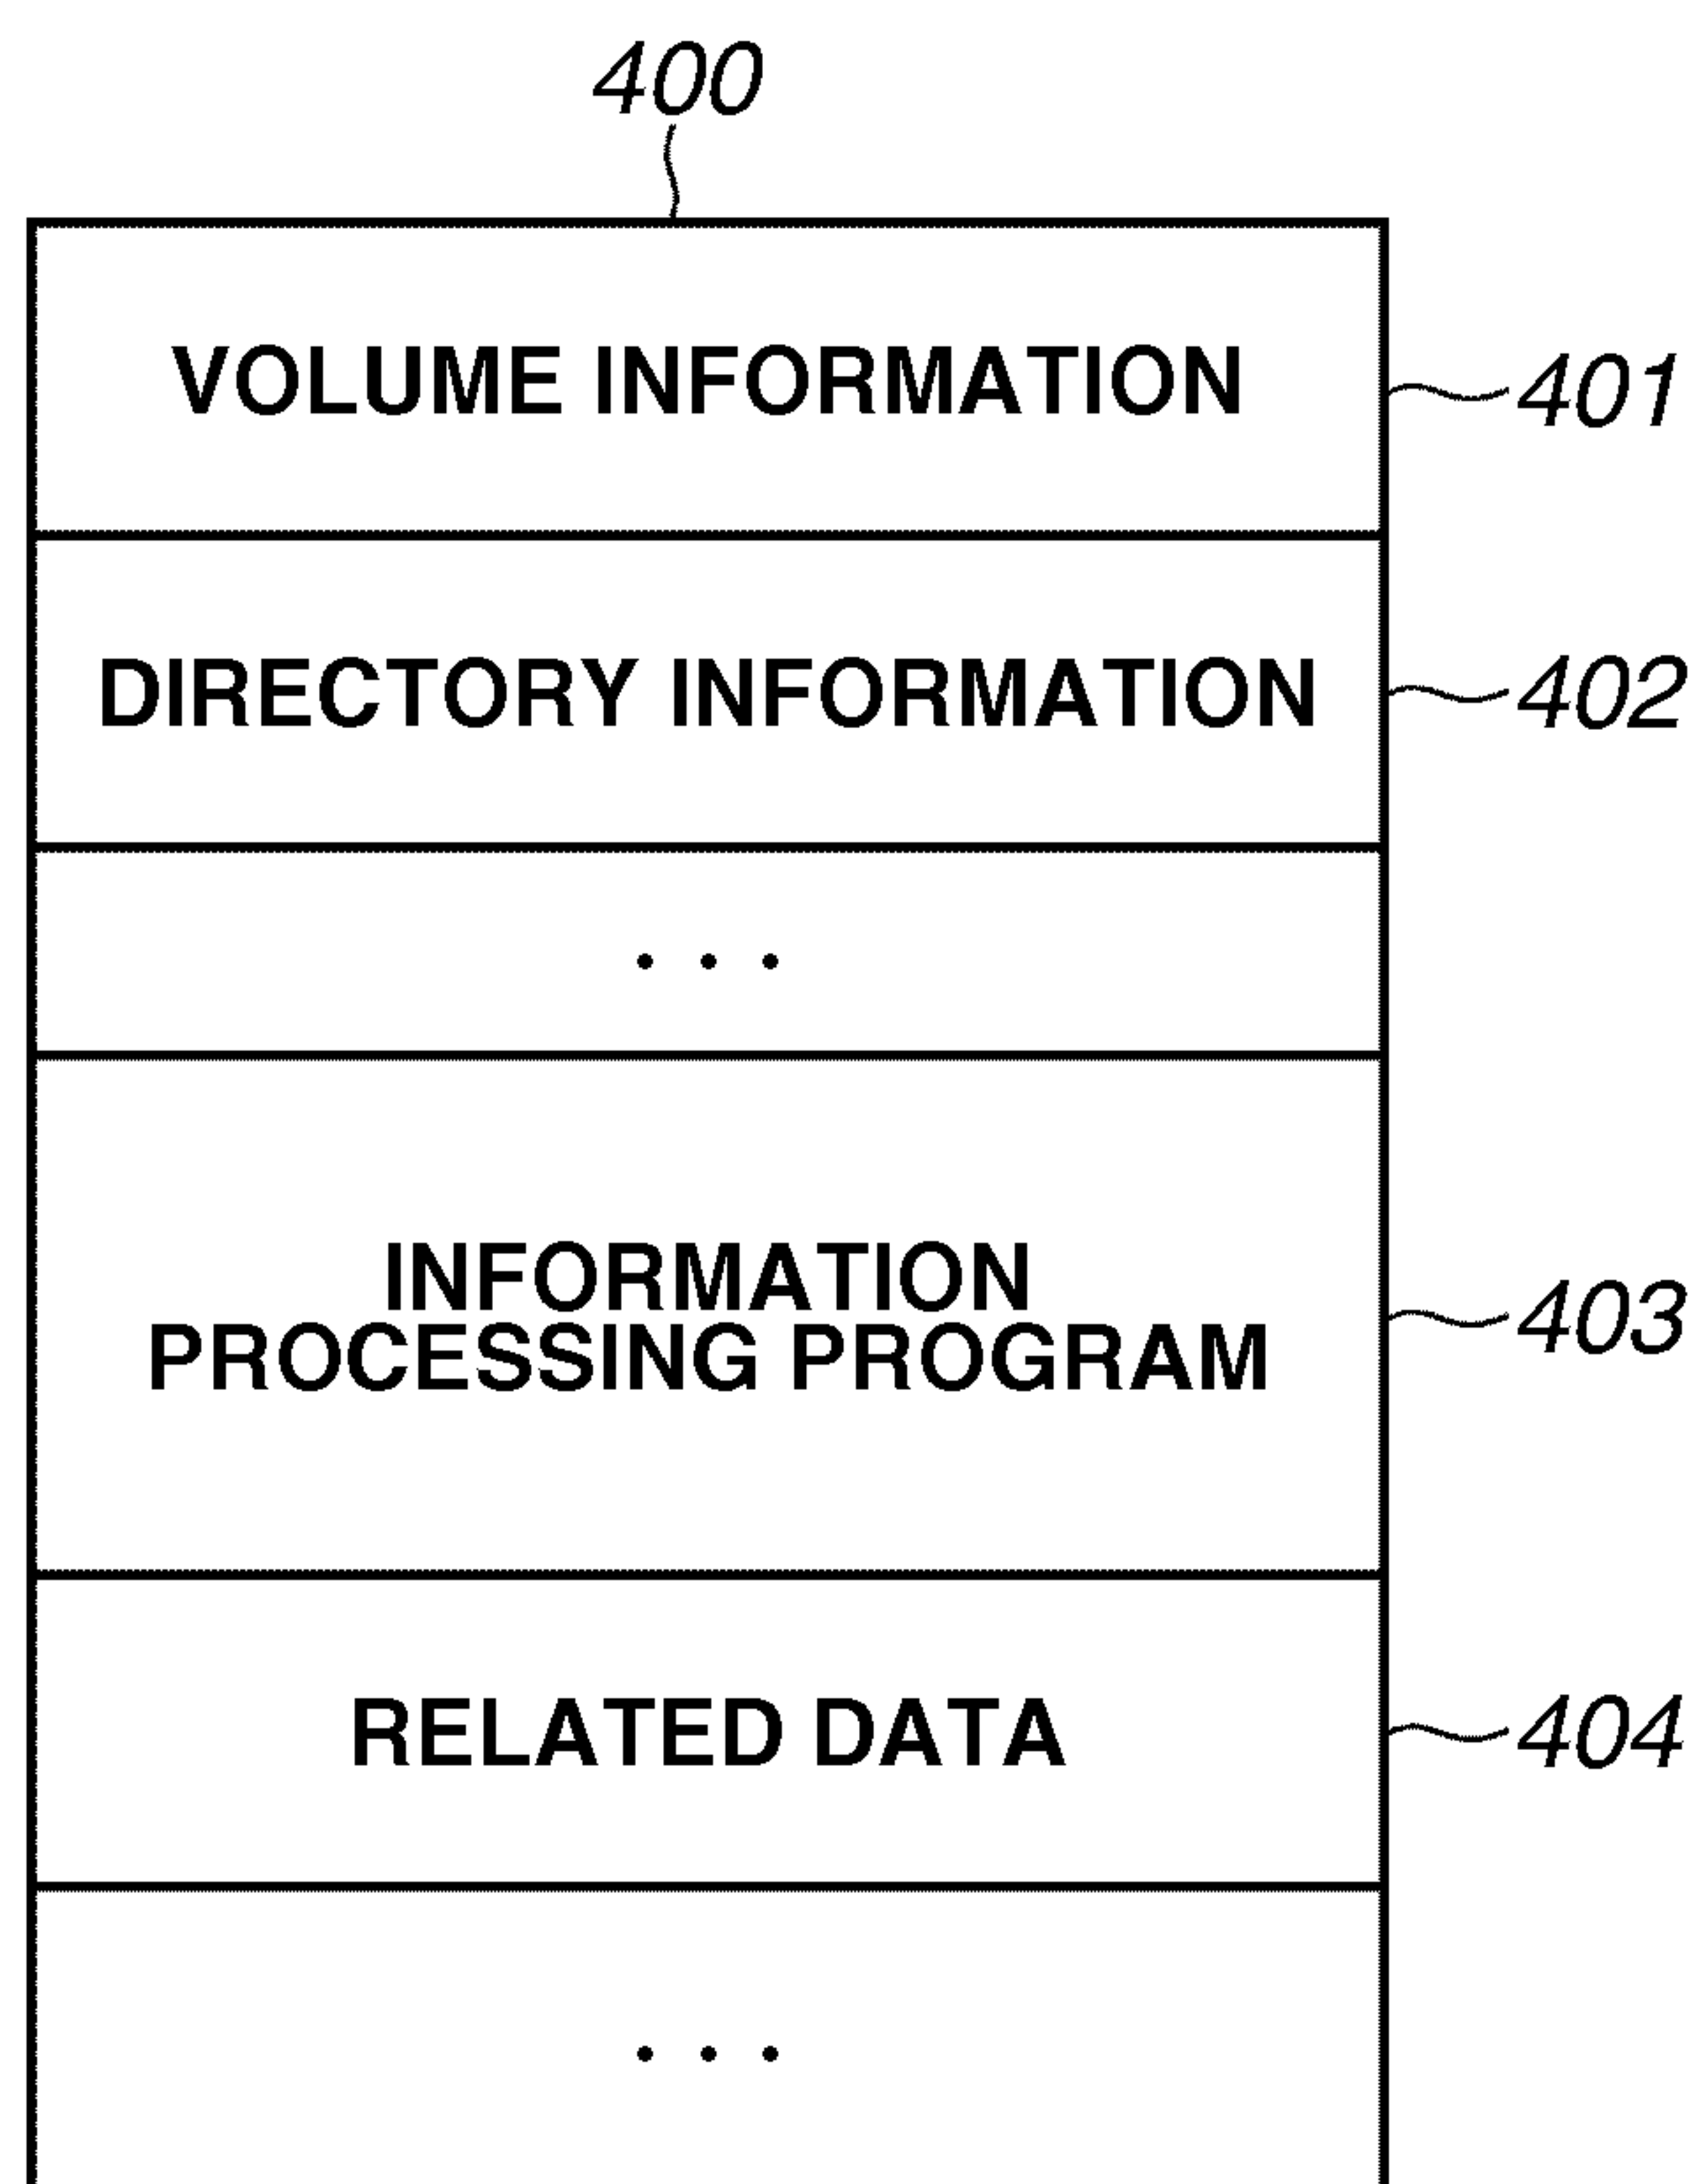 400
VOLUME INFORMATION
401
DIRECTORY INFORMATION
402
. . .
INFORMATION
PROCESSING PROGRAM
403
RELATED DATA
404
. . .